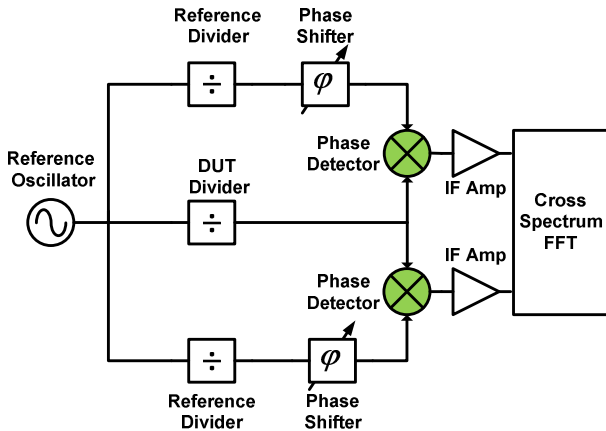 Reference
Divider
Phase
Shifter
÷
φ
Phase
Detector
IF Amp
Reference
Oscillator
DUT
Divider
÷
Cross
Spectrum
FFT
IF Amp
Phase
Detector
÷
φ
Reference
Divider
Phase
Shifter